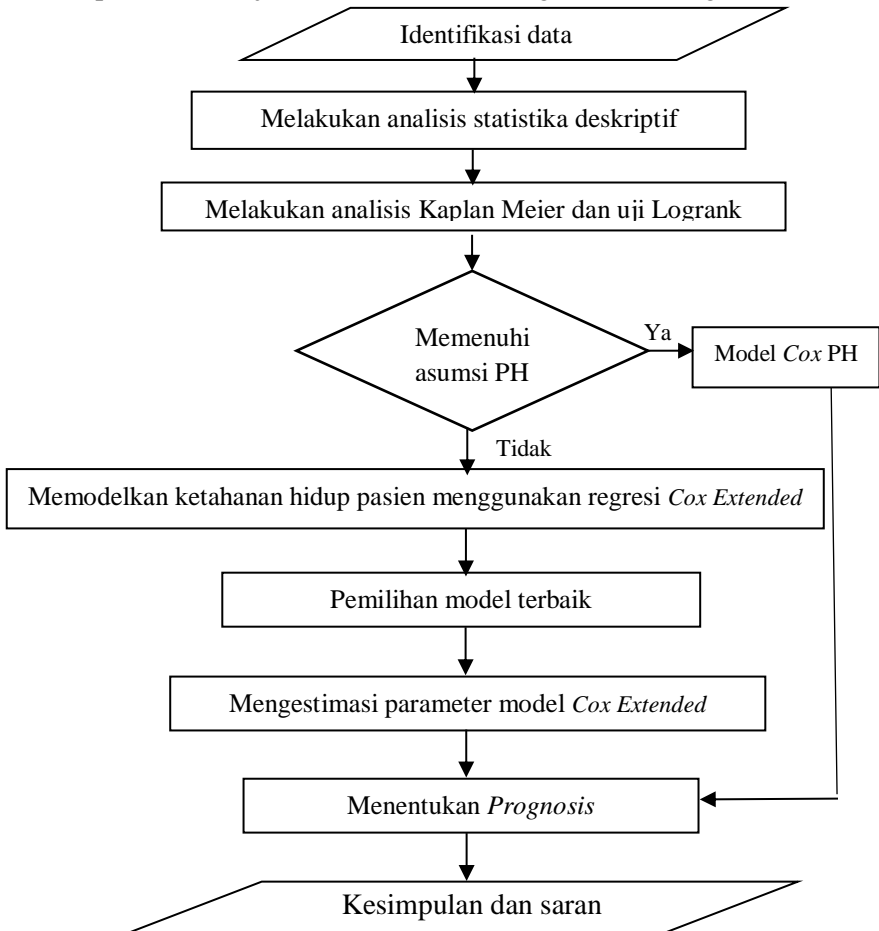 Identifikasi data
Melakukan analisis statistika deskriptif
Melakukan analisis Kaplan Meier dan uji Logrank
Memenuhi
asumsi PH
Ya
Model Cox PH
Tidak
Memodelkan ketahanan hidup pasien menggunakan regresi Cox Extended
Pemilihan model terbaik
Mengestimasi parameter model Cox Extended
Menentukan Prognosis
Kesimpulan dan saran